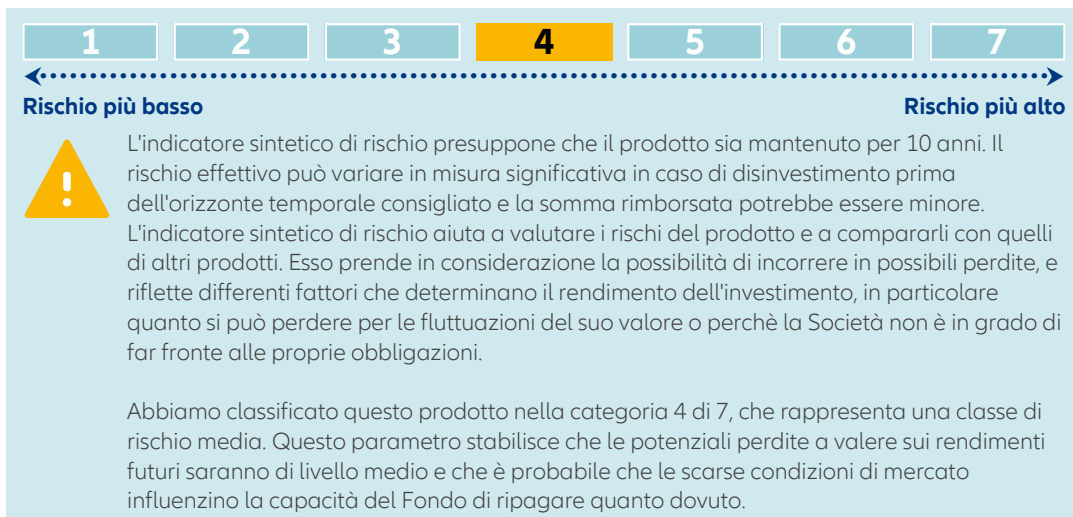 1 2 3 4 5 6 7
Rischio più basso Rischio più alto
L'indicatore sintetico di rischio presuppone che il prodotto sia mantenuto per 10 anni. Il
rischio effettivo può variare in misura significativa in caso di disinvestimento prima
dell'orizzonte temporale consigliato e la somma rimborsata potrebbe essere minore.
L'indicatore sintetico di rischio aiuta a valutare i rischi del prodotto e a compararli con quelli
di altri prodotti. Esso prende in considerazione la possibilità di incorrere in possibili perdite, e
riflette differenti fattori che determinano il rendimento dell'investimento, in particolare
quanto si può perdere per le fluttuazioni del suo valore o perchè la Società non è in grado di
far fronte alle proprie obbligazioni.
Abbiamo classificato questo prodotto nella categoria 4 di 7, che rappresenta una classe di
rischio media. Questo parametro stabilisce che le potenziali perdite a valere sui rendimenti
futuri saranno di livello medio e che è probabile che le scarse condizioni di mercato
influenzino la capacità del Fondo di ripagare quanto dovuto.